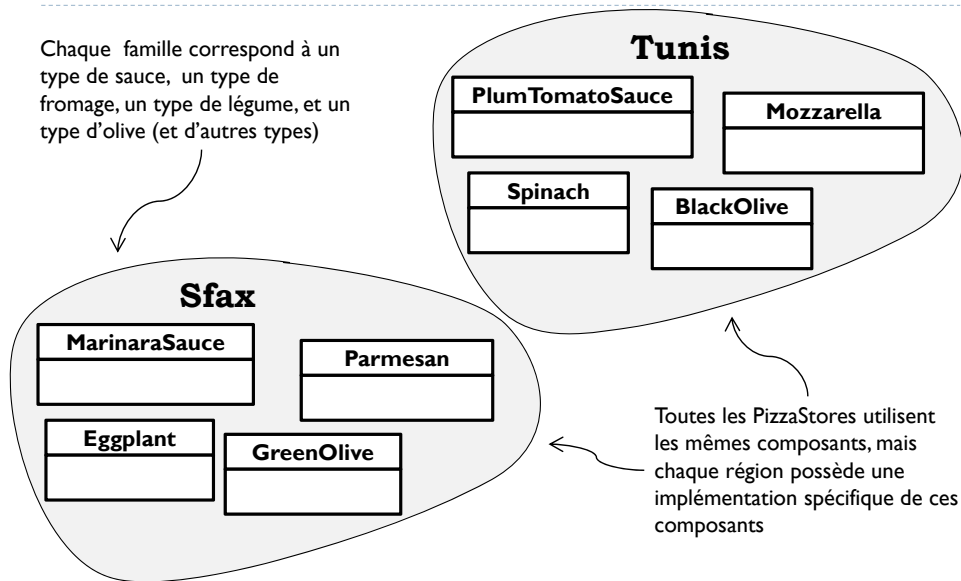 Chaque famille correspond à un
type de sauce, un type de
fromage, un type de légume, et un
type d'olive (et d'autres types)
Tunis
PlumTomatoSauce
Mozzarella
Spinach
BlackOlive
Sfax
MarinaraSauce
Parmesan
Eggplant
GreenOlive
Toutes les PizzaStores utilisent
les mêmes composants, mais
chaque région possède une
implémentation spécifique de ces
composants